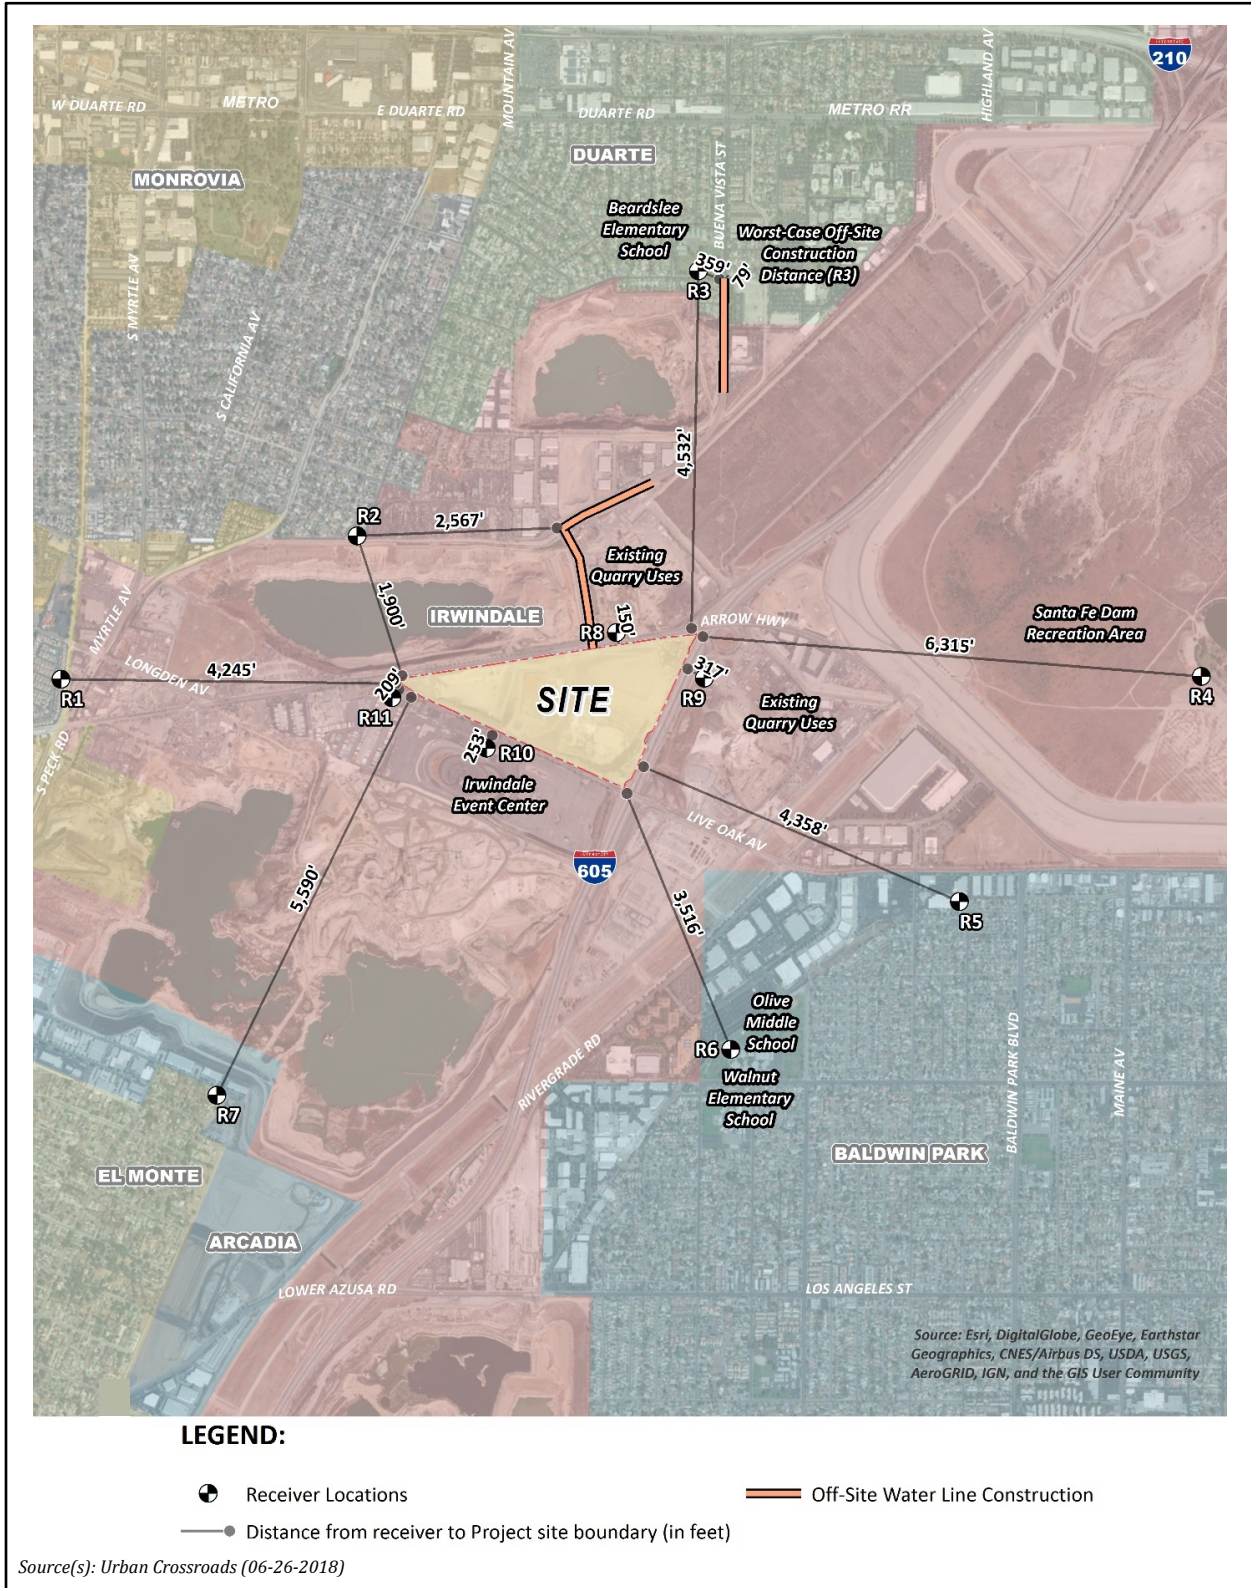 MOUNTAIN AV
HIGHLAND AV
INTERSTATE
210
W DUARTE RD
METRO
E DUARTE RD
DUARTE RD
METRO RR
DUARTE
MONROVIA
BUENA VISTA ST
Beardslee
Elementary
School
Worst-Case Off-Site
Construction
Distance (R3)
359'
79'
R3
S MYRTLE AV
S CALIFORNIA AV
4,532'
R2
2,567'
Existing
Quarry Uses
1,900'
IRWINDALE
R8
150'
ARROW HWY
Santa Fe Dam
Recreation Area
MYRTLE AV
LONGDEN AV
4,245'
6,315'
R1
209'
R11
SITE
317'
R9
R4
Existing
Quarry Uses
S PECK RD
253'
R10
Irwindale
Event Center
LIVE OAK AV
4,358'
INTERSTATE
605
5,590'
3,516'
R5
Olive
Middle
School
R6
Walnut
Elementary
School
RIVERGRADE RD
BALDWIN PARK BLVD
MAINE AV
R7
BALDWIN PARK
EL MONTE
ARCADIA
LOWER AZUSA RD
LOS ANGELES ST
Source: Esri, DigitalGlobe, GeoEye, Earthstar
Geographics, CNES/Airbus DS, USDA, USGS,
AeroGRID, IGN, and the GIS User Community
LEGEND:
Receiver Locations
Off-Site Water Line Construction
Distance from receiver to Project site boundary (in feet)
Source(s): Urban Crossroads (06-26-2018)